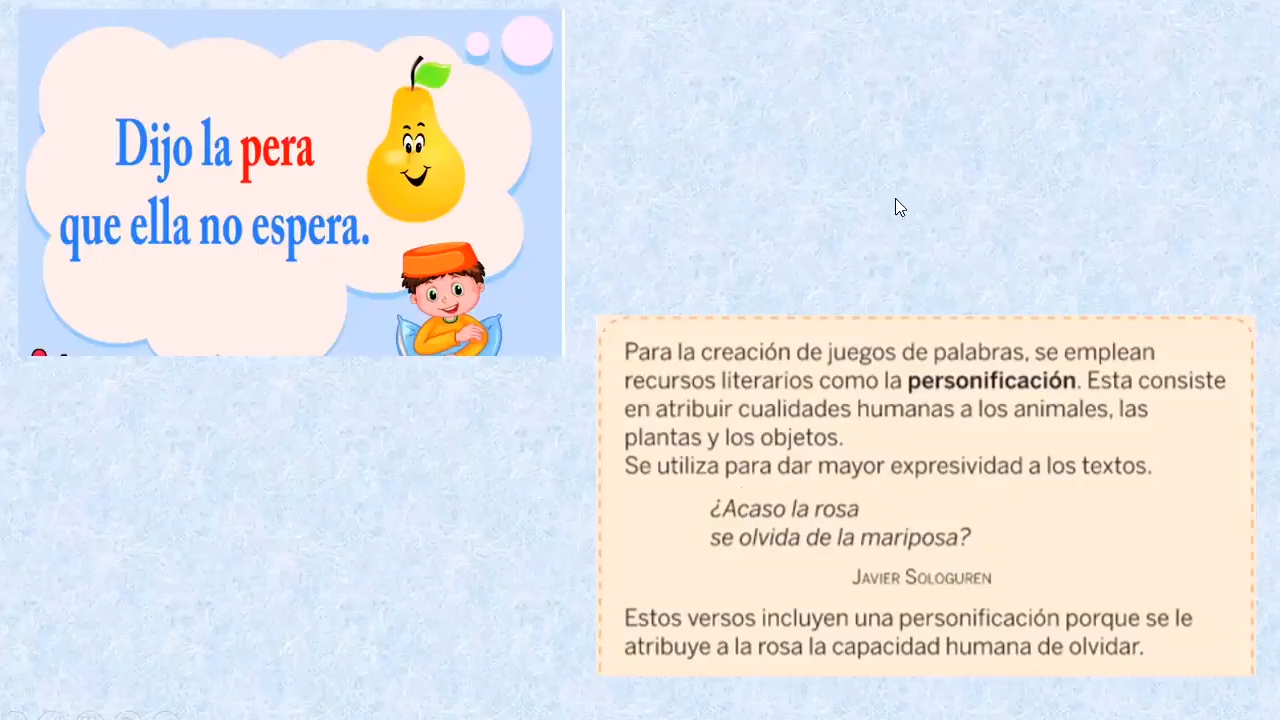 Dijo la pera
que ella no espera.
Para la creación de juegos de palabras, se emplean
recursos literarios como la personificación. Esta consiste
en atribuir cualidades humanas a los animales, las
plantas y los objetos.
Se utiliza para dar mayor expresividad a los textos.
¿Acaso la rosa
se olvida de la mariposa?
JAVIER SOLOGUREN
Estos versos incluyen una personificación porque se le
atribuye a la rosa la capacidad humana de olvidar.